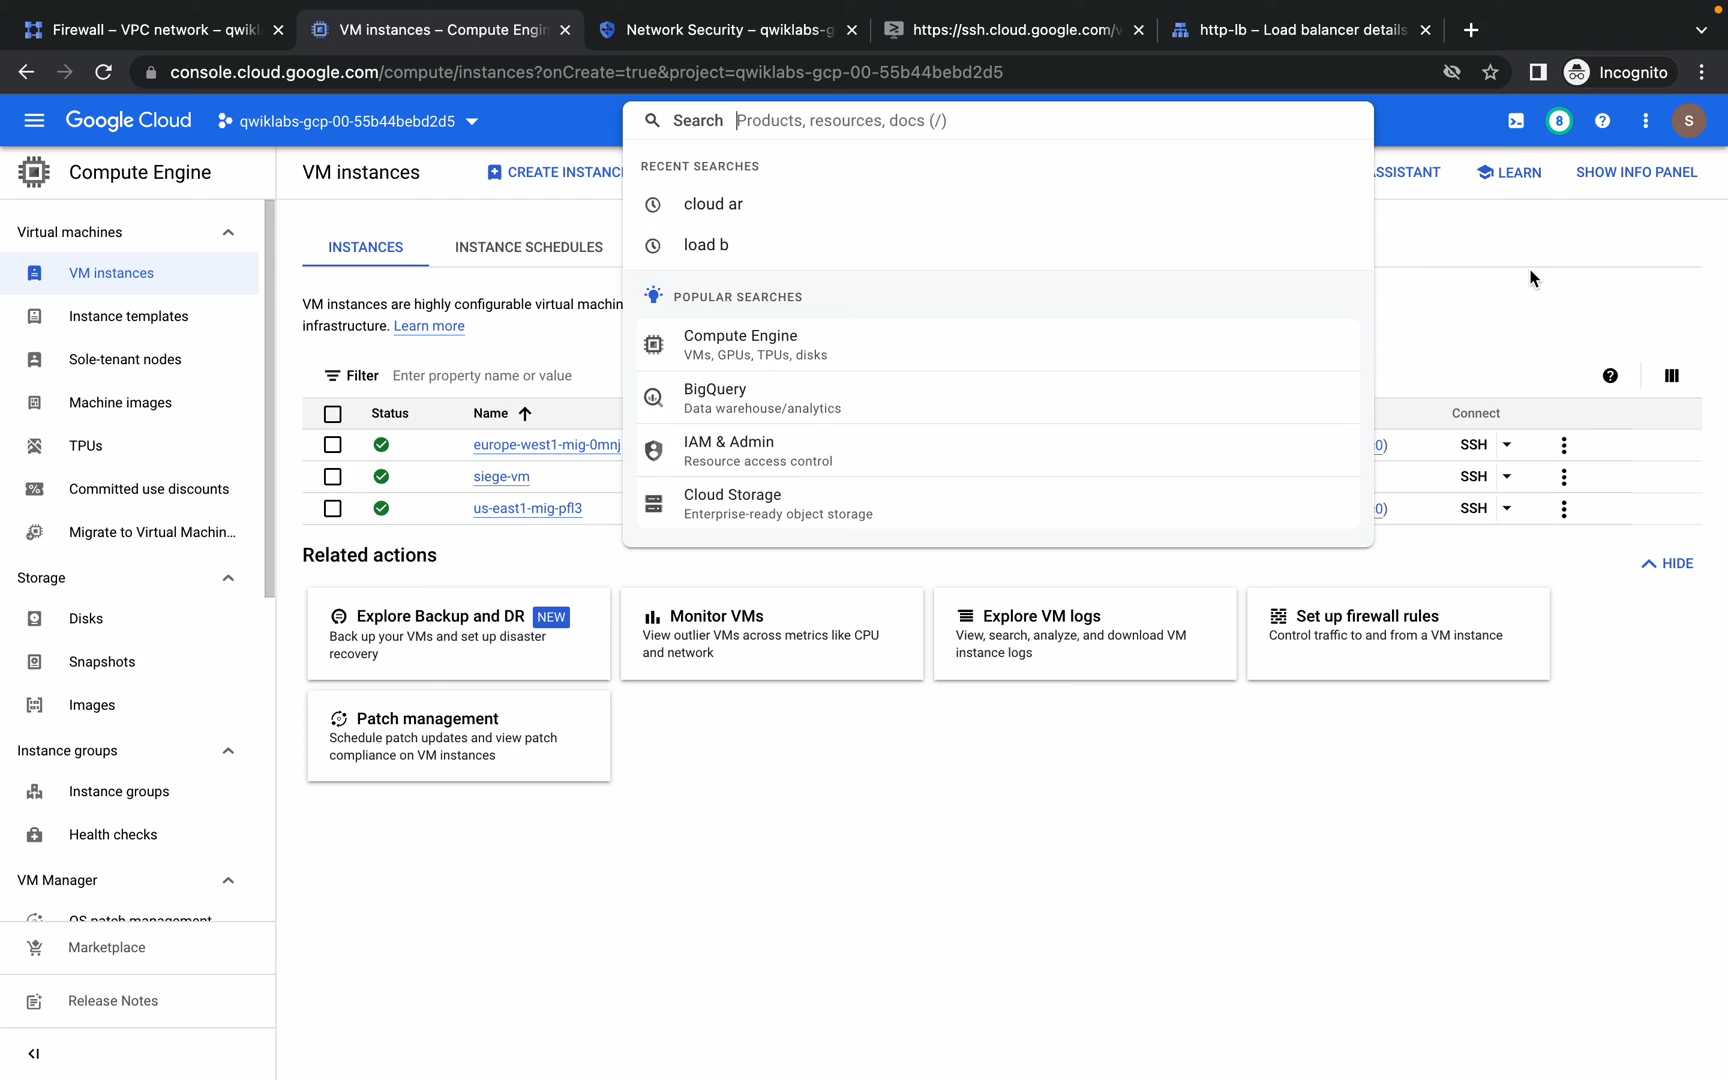 Firewall – VPC network – qwikl
VM instances – Compute Engin
Network Security – qwiklabs-g
https://ssh.cloud.google.com/v
http-lb – Load balancer details
console.cloud.google.com/compute/instances?onCreate=true&project=qwiklabs-gcp-00-55b44bebd2d5
Incognito
Google Cloud
qwiklabs-gcp-00-55b44bebd2d5
Search Products, resources, docs (/)
8
S
Compute Engine
VM instances
CREATE INSTANC
ASSISTANT
LEARN
SHOW INFO PANEL
RECENT SEARCHES
cloud ar
load b
POPULAR SEARCHES
Compute Engine
VMs, GPUs, TPUs, disks
BigQuery
Data warehouse/analytics
IAM & Admin
Resource access control
Cloud Storage
Enterprise-ready object storage
Virtual machines
VM instances
Instance templates
Sole-tenant nodes
Machine images
TPUs
Committed use discounts
Migrate to Virtual Machin...
Storage
Disks
Snapshots
Images
Instance groups
Instance groups
Health checks
VM Manager
OS patch management
Marketplace
Release Notes
INSTANCES
INSTANCE SCHEDULES
VM instances are highly configurable virtual machin
infrastructure. Learn more
Filter Enter property name or value
Status Name Connect
europe-west1-mig-0mnj 0) SSH
siege-vm SSH
us-east1-mig-pfl3 0) SSH
Related actions
HIDE
Explore Backup and DR NEW
Back up your VMs and set up disaster
recovery
Monitor VMs
View outlier VMs across metrics like CPU
and network
Explore VM logs
View, search, analyze, and download VM
instance logs
Set up firewall rules
Control traffic to and from a VM instance
Patch management
Schedule patch updates and view patch
compliance on VM instances